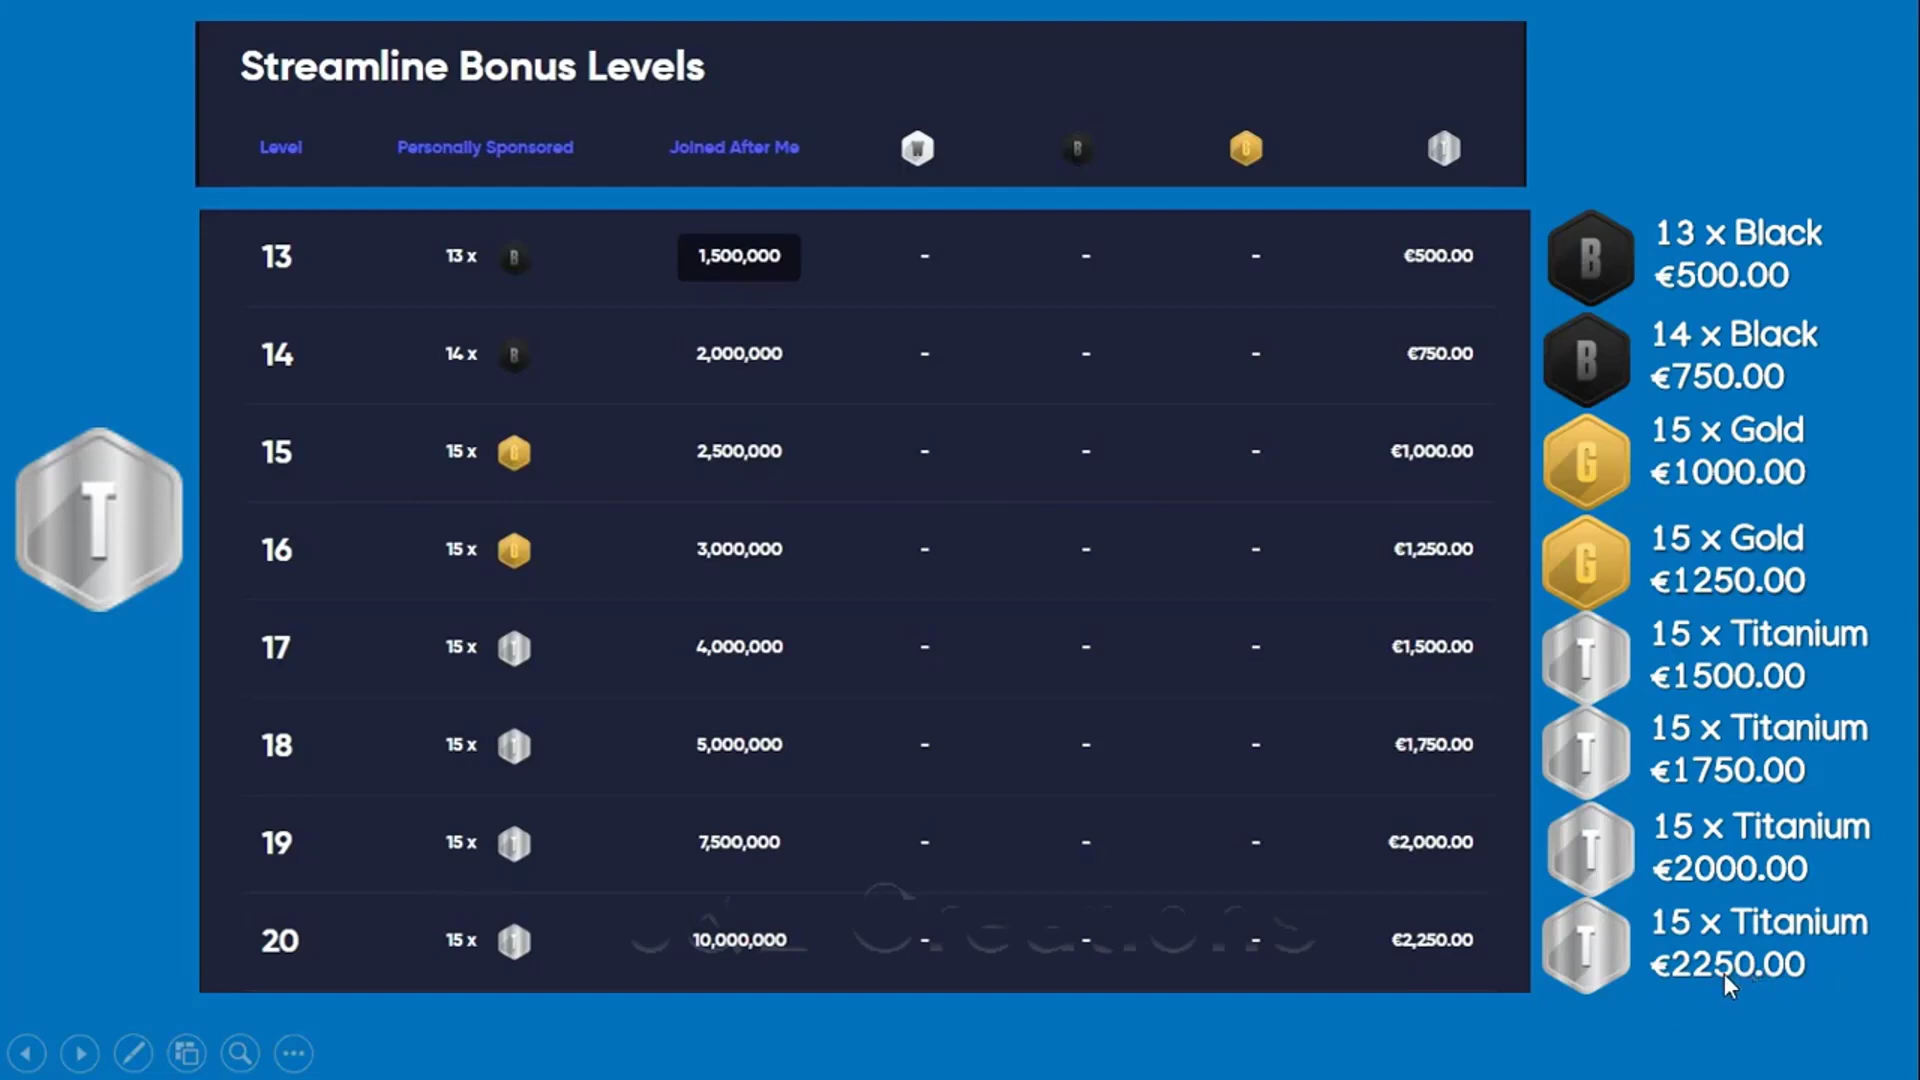 Streamline Bonus Levels
Level Personally Sponsored Joined After Me W B G T
13 13 x B 1,500,000 - - - €500.00
14 14 x B 2,000,000 - - - €750.00
15 15 x G 2,500,000 - - - €1,000.00
16 15 x G 3,000,000 - - - €1,250.00
17 15 x T 4,000,000 - - - €1,500.00
18 15 x T 5,000,000 - - - €1,750.00
19 15 x T 7,500,000 - - - €2,000.00
20 15 x T 10,000,000 - - - €2,250.00
Creations
T
B 13 x Black
€500.00
B 14 x Black
€750.00
G 15 x Gold
€1000.00
G 15 x Gold
€1250.00
T 15 x Titanium
€1500.00
T 15 x Titanium
€1750.00
T 15 x Titanium
€2000.00
T 15 x Titanium
€2250.00